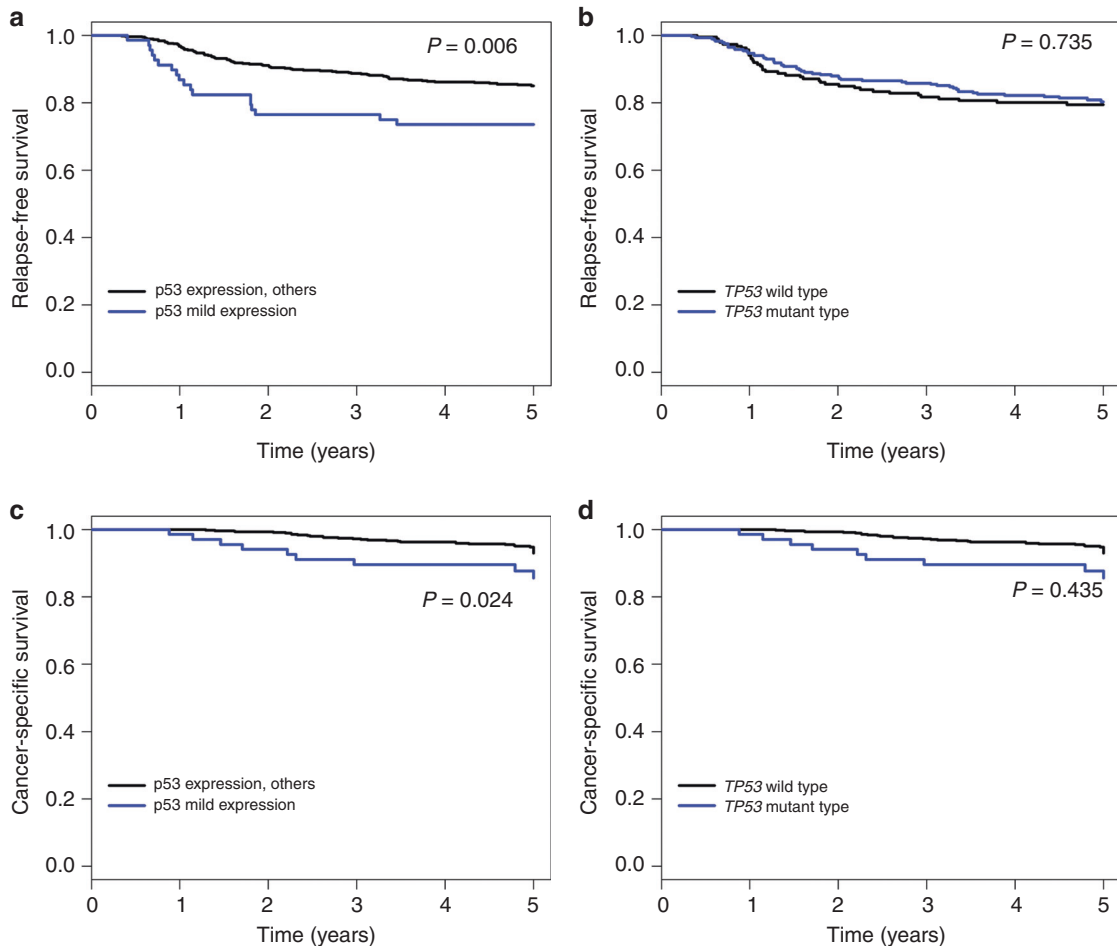 a
Relapse-free survival
1.0
0.8
0.6
0.4
0.2
0.0
P = 0.006
p53 expression, others
p53 mild expression
0 1 2 3 4 5
Time (years)
b
Relapse-free survival
1.0
0.8
0.6
0.4
0.2
0.0
P = 0.735
TP53 wild type
TP53 mutant type
0 1 2 3 4 5
Time (years)
c
Cancer-specific survival
1.0
0.8
0.6
0.4
0.2
0.0
P = 0.024
p53 expression, others
p53 mild expression
0 1 2 3 4 5
Time (years)
d
Cancer-specific survival
1.0
0.8
0.6
0.4
0.2
0.0
P = 0.435
TP53 wild type
TP53 mutant type
0 1 2 3 4 5
Time (years)